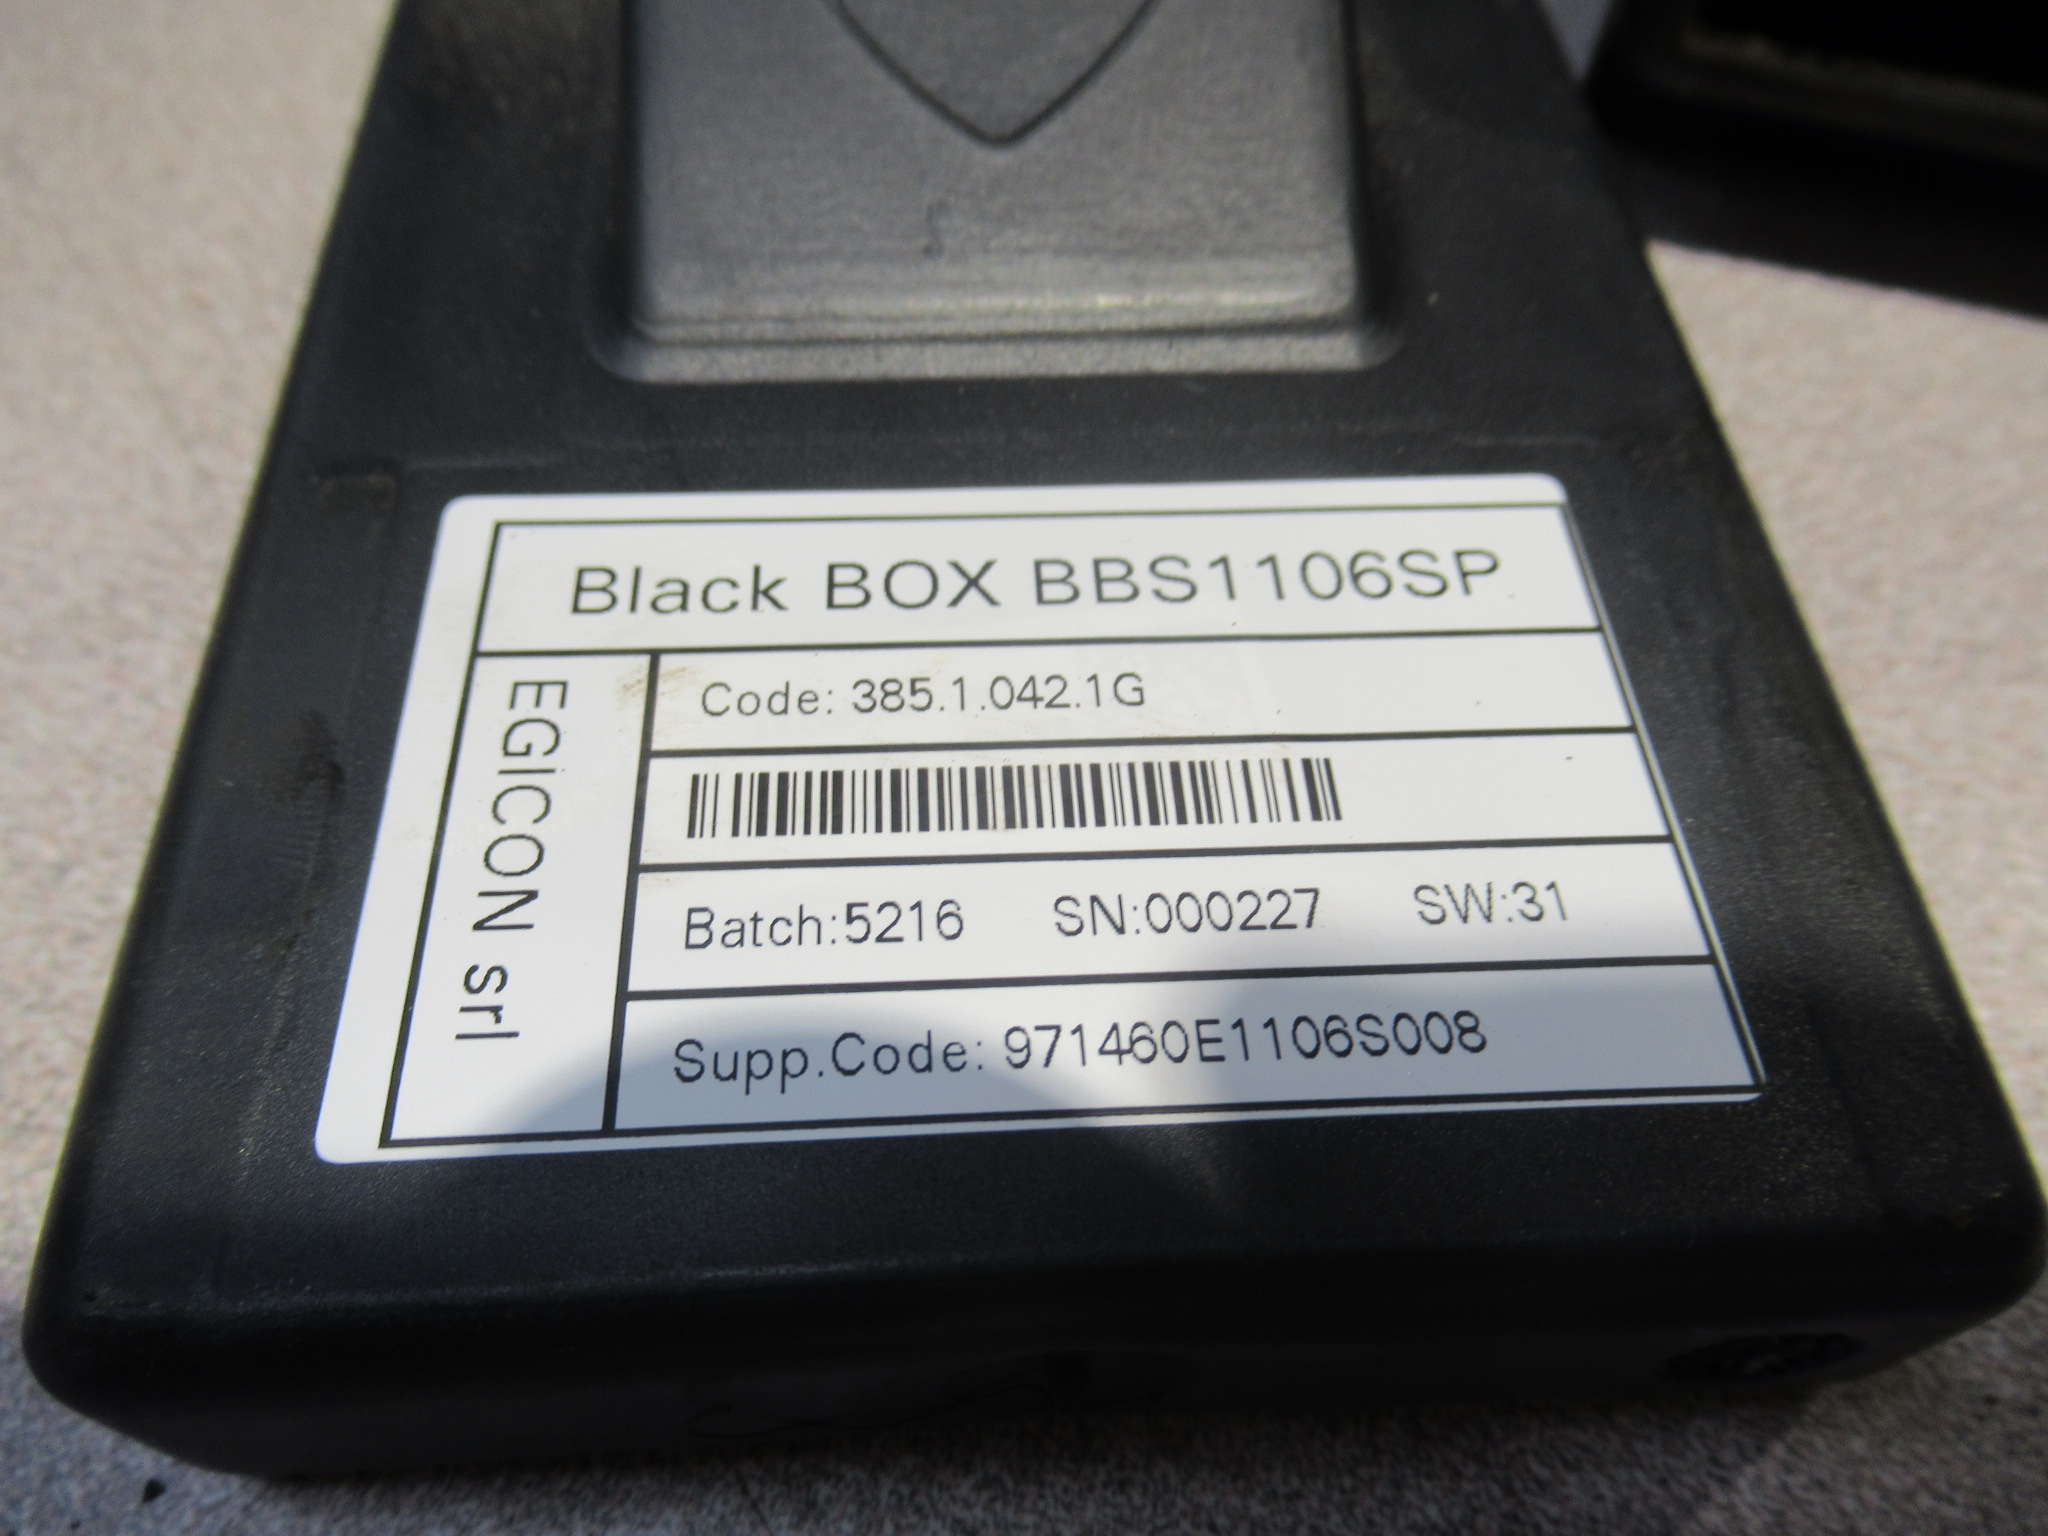 Black BOX BBS1106SP
EGICON srl
Code: 385.1.042.1G
Batch:5216 SN:000227 SW:31
Supp.Code: 971460E1106S008